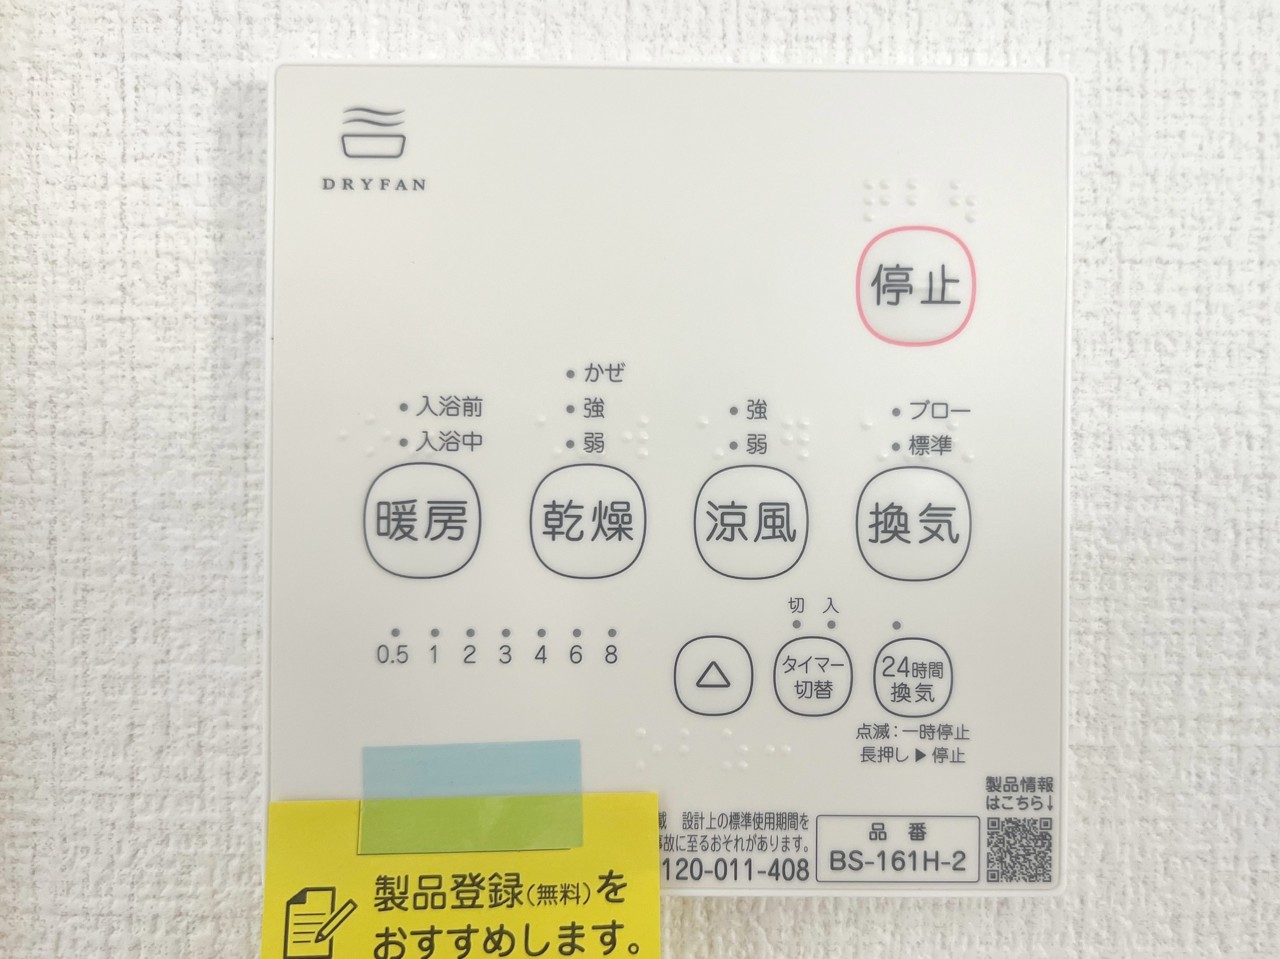 DRYFAN
停止
かぜ
入浴前 強 強 ブロー
入浴中 弱 弱 標準
暖房 乾燥 涼風 換気
切 入
0.5 1 2 3 4 6 8
△ タイマー切替 24時間換気
点滅:一時停止
長押し▶停止
製品情報
はこちら↓
設計上の標準使用期間を
事故に至るおそれがあります。
120-011-408
品番
BS-161H-2
製品登録(無料)を
おすすめします。